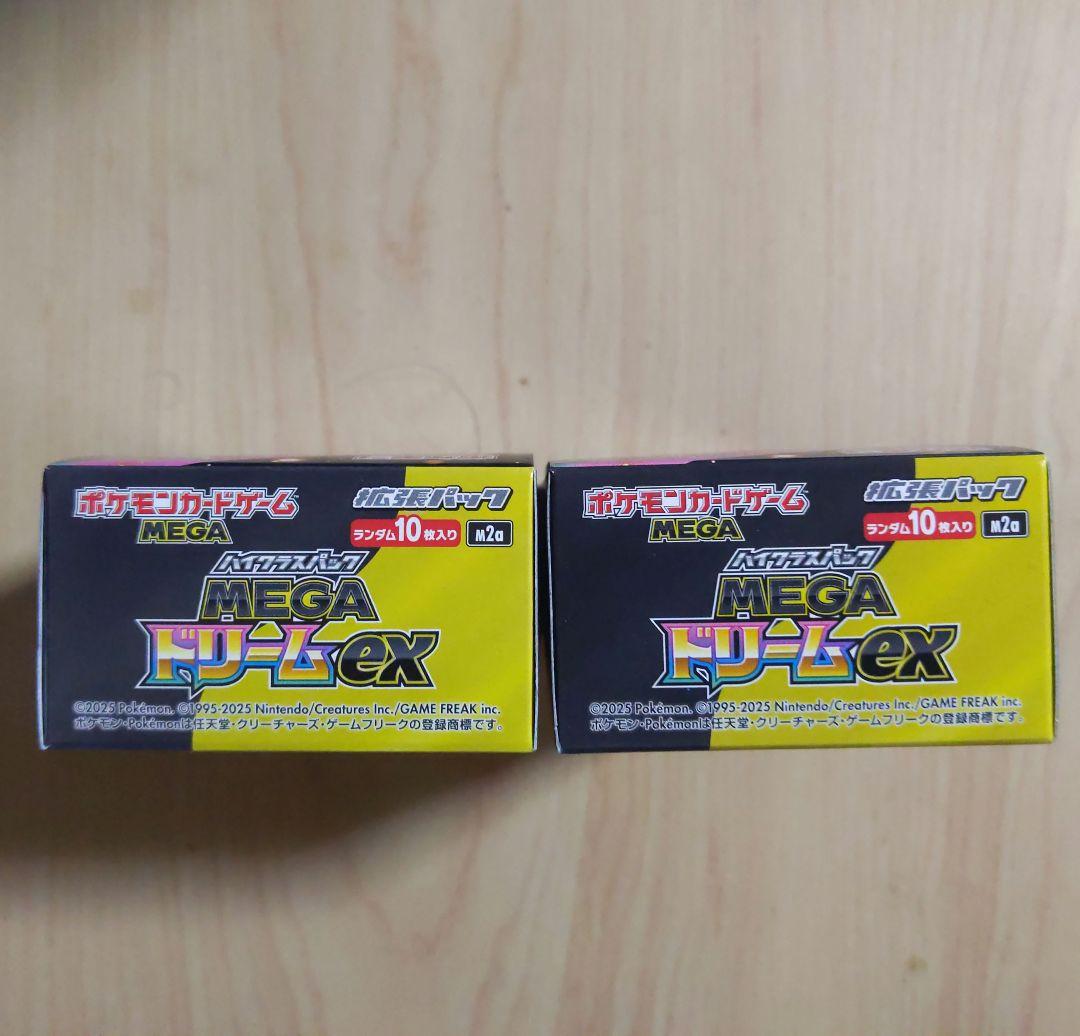 ポケモンカードゲーム
MEGA
拡張パック
ランダム10枚入り M2a
ハイクラスパック
MEGA
ドリームex
©2025 Pokémon. ©1995-2025 Nintendo/Creatures Inc./GAME FREAK inc.
ポケモン・Pokémonは任天堂・クリーチャーズ・ゲームフリークの登録商標です。
ポケモンカードゲーム
MEGA
拡張パック
ランダム10枚入り M2a
ハイクラスパック
MEGA
ドリームex
©2025 Pokémon. ©1995-2025 Nintendo/Creatures Inc./GAME FREAK inc.
ポケモン・Pokémonは任天堂・クリーチャーズ・ゲームフリークの登録商標です。